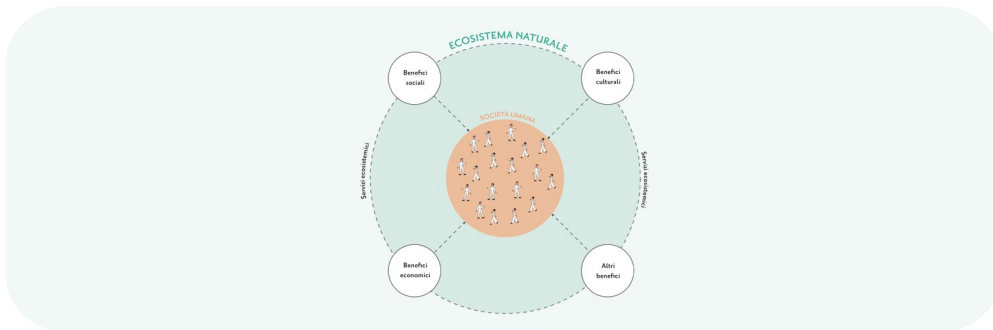 ECOSISTEMA NATURALE
Benefici
sociali
Benefici
culturali
SOCIETÀ UMANA
Servizi ecosistemici
Servizi ecosistemici
Benefici
economici
Altri
benefici